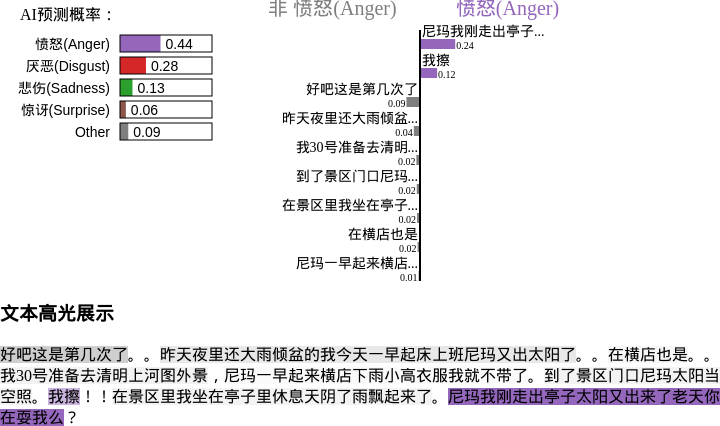 AI预测概率：
愤怒(Anger) 0.44
厌恶(Disgust) 0.28
悲伤(Sadness) 0.13
惊讶(Surprise) 0.06
Other 0.09
非 愤怒(Anger) 愤怒(Anger)
尼玛我刚走出亭子...
0.24
我擦
0.12
好吧这是第几次了
0.09
昨天夜里还大雨倾盆...
0.04
我30号准备去清明...
0.02
到了景区门口尼玛...
0.02
在景区里我坐在亭子...
0.02
在横店也是
0.02
尼玛一早起来横店...
0.01
文本高光展示
好吧这是第几次了。。昨天夜里还大雨倾盆的我今天一早起床上班尼玛又出太阳了。。在横店也是。。
我30号准备去清明上河图外景，尼玛一早起来横店下雨小高衣服我就不带了。到了景区门口尼玛太阳当
空照。我擦！！在景区里我坐在亭子里休息天阴了雨飘起来了。尼玛我刚走出亭子太阳又出来了老天你
在耍我么？